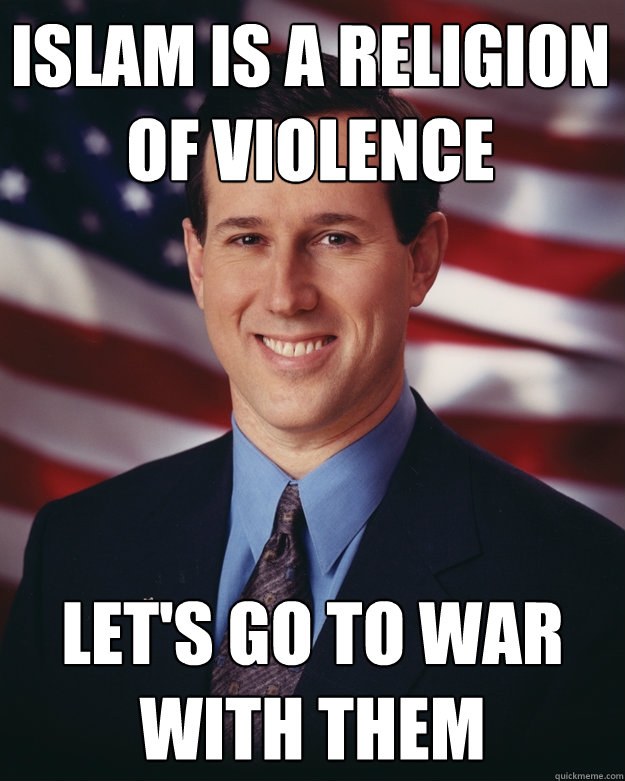 ISLAM IS A RELIGION
OF VIOLENCE
LET'S GO TO WAR
WITH THEM
quickmeme.com